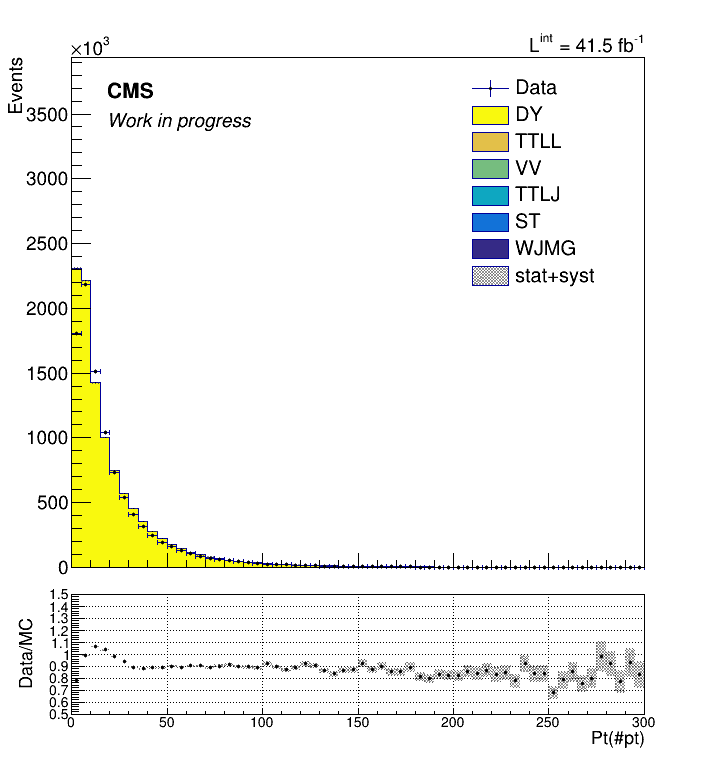 ×10³
L^int = 41.5 fb^-1
Events
CMS
Work in progress
Data
DY
TTLL
VV
TTLJ
ST
WJMG
stat+syst
3500
3000
2500
2000
1500
1000
500
0
Data/MC
1.5
1.4
1.3
1.2
1.1
1
0.9
0.8
0.7
0.6
0.5
0 50 100 150 200 250 300
Pt(#pt)